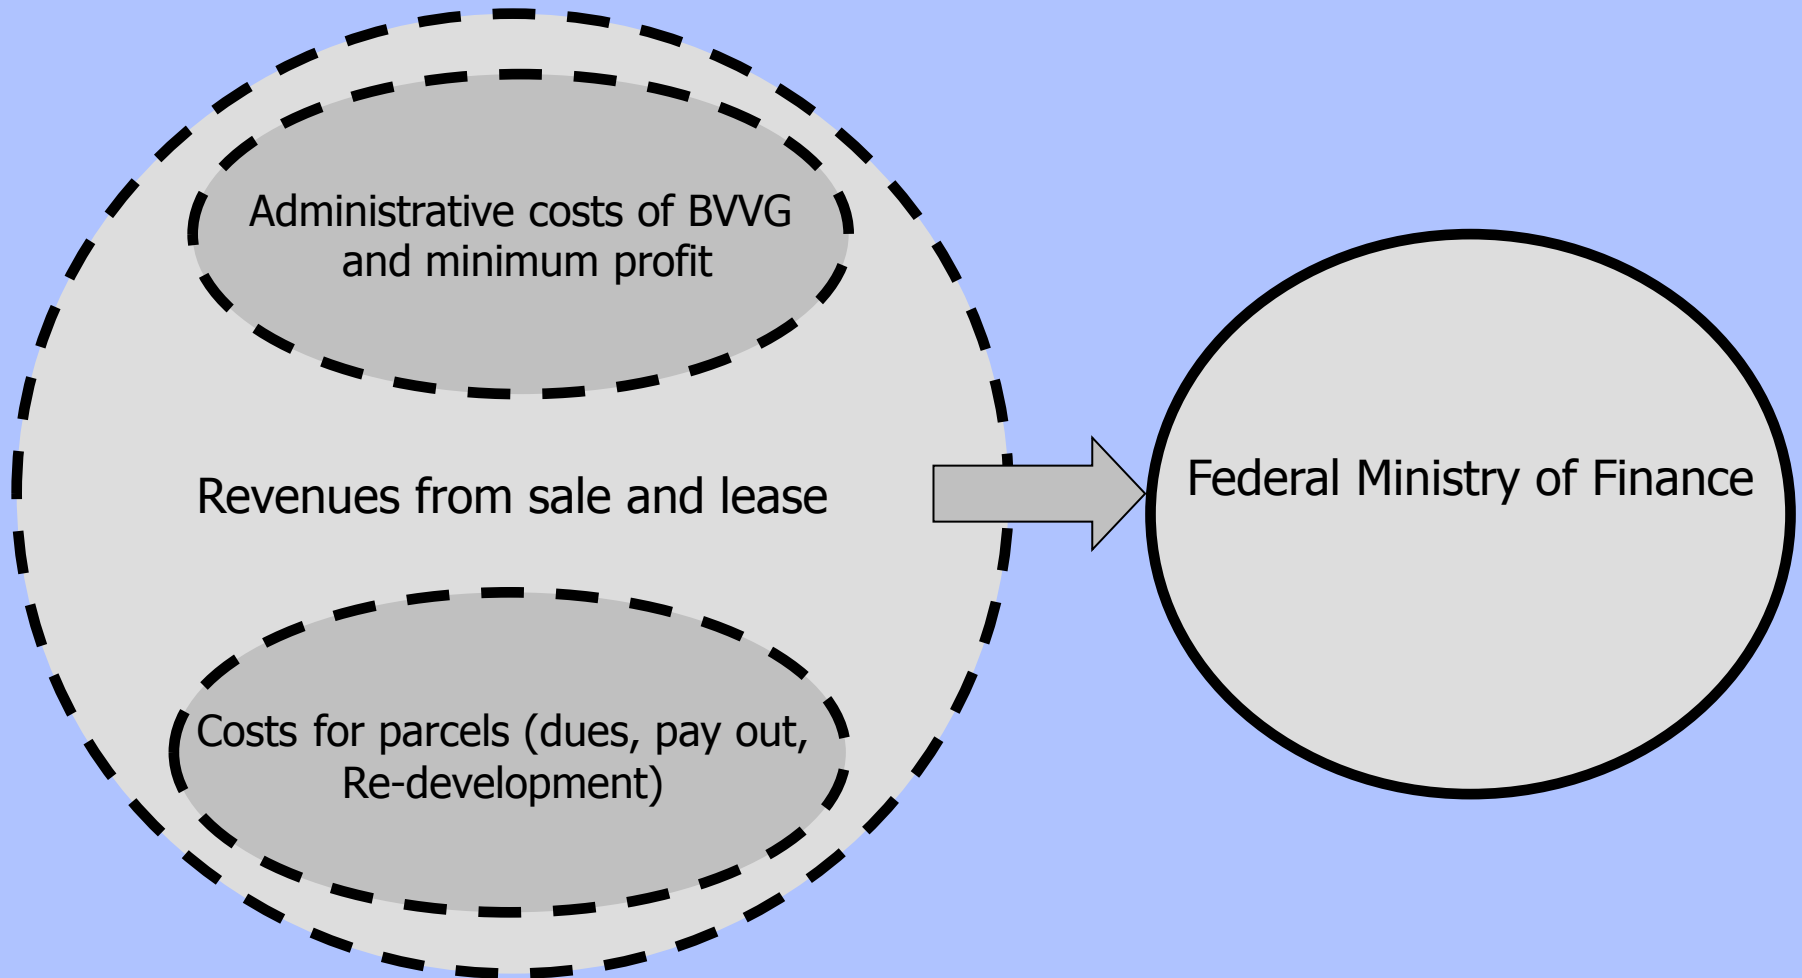 Administrative costs of BVVG
and minimum profit
Revenues from sale and lease
Federal Ministry of Finance
Costs for parcels (dues, pay out,
Re-development)